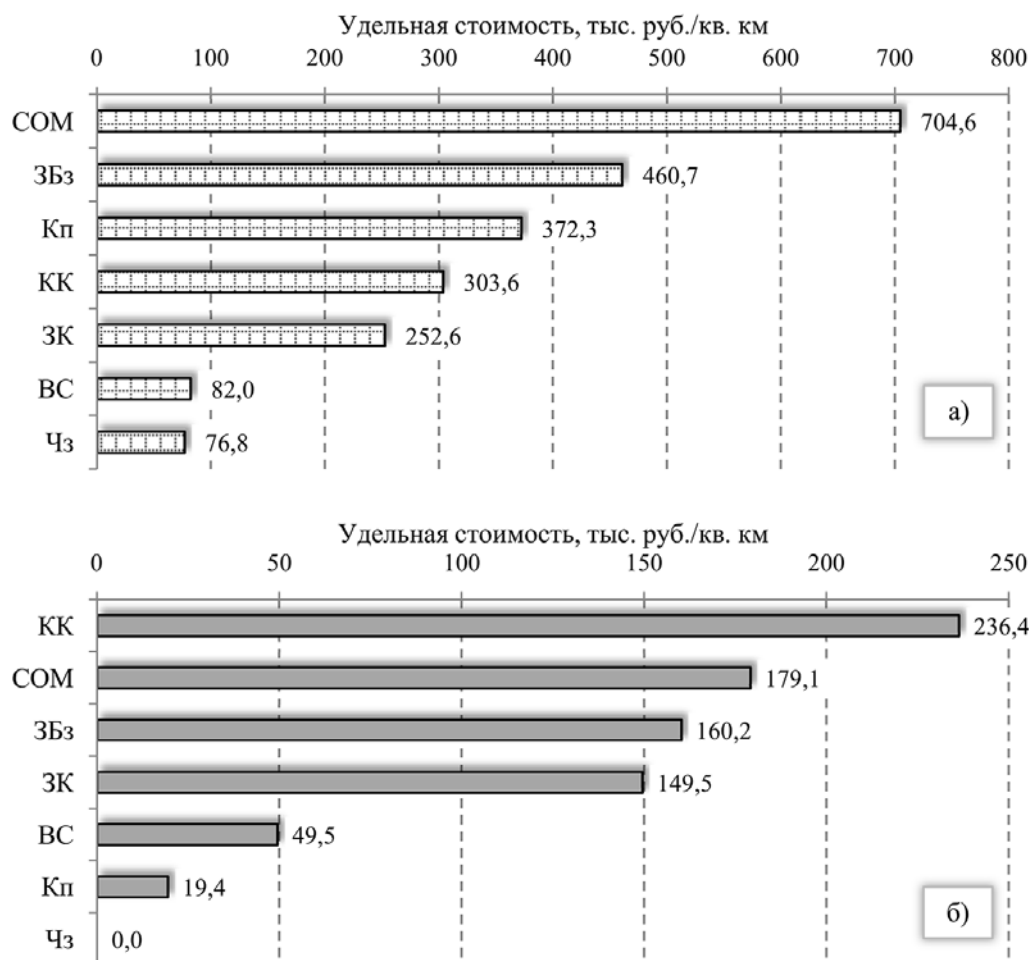 Удельная стоимость, тыс. руб./кв. км
0 100 200 300 400 500 600 700 800
СОМ 704,6
ЗБз 460,7
Кп 372,3
КК 303,6
ЗК 252,6
ВС 82,0
а)
Чз 76,8
Удельная стоимость, тыс. руб./кв. км
0 50 100 150 200 250
КК 236,4
СОМ 179,1
ЗБз 160,2
ЗК 149,5
ВС 49,5
Кп 19,4
б)
Чз 0,0